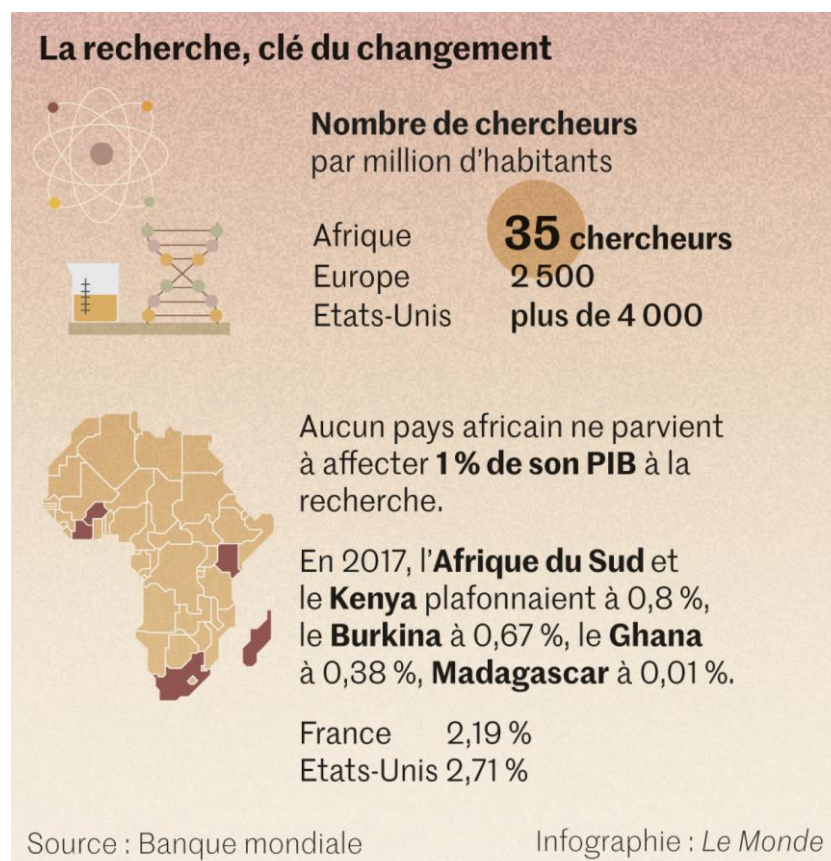 La recherche, clé du changement
Nombre de chercheurs
par million d'habitants
Afrique 35 chercheurs
Europe 2 500
Etats-Unis plus de 4 000
Aucun pays africain ne parvient
à affecter 1 % de son PIB à la
recherche.
En 2017, l'Afrique du Sud et
le Kenya plafonnaient à 0,8 %,
le Burkina à 0,67 %, le Ghana
à 0,38 %, Madagascar à 0,01 %.
France 2,19 %
Etats-Unis 2,71 %
Source : Banque mondiale
Infographie : Le Monde